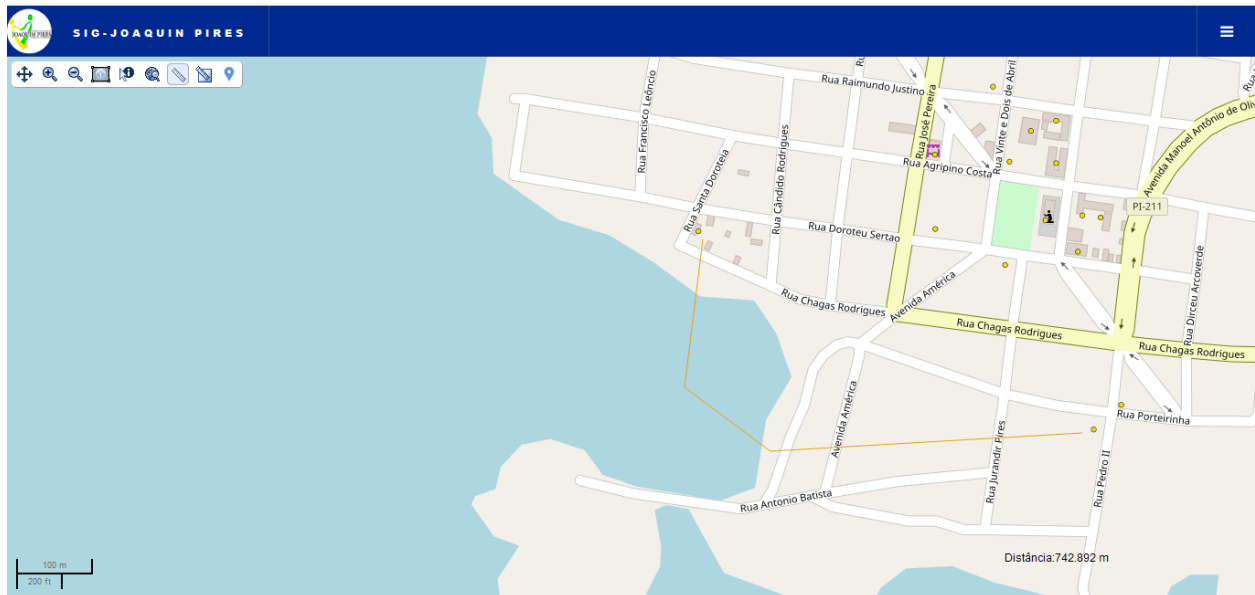 JOAQUIM PIRES
SIG-JOAQUIN PIRES
Rua Francisco Leôncio
Rua Raimundo Justino
Rua José Pereira
Rua Vinte e Dois de Abril
Avenida Manoel Antônio de Oliv
Rua Santa Doroteia
Rua Cândido Rodrigues
Rua Agripino Costa
PI-211
Rua Doroteu Sertao
Rua Dirceu Arcoverde
Avenida América
Rua Chagas Rodrigues
Rua Chagas Rodrigues
Rua Chagas Rodrigues
Avenida América
Rua Porteirinha
Rua Jurandir Pires
Rua Pedro II
Rua Antonio Batista
Distância:742.892 m
100 m
200 ft